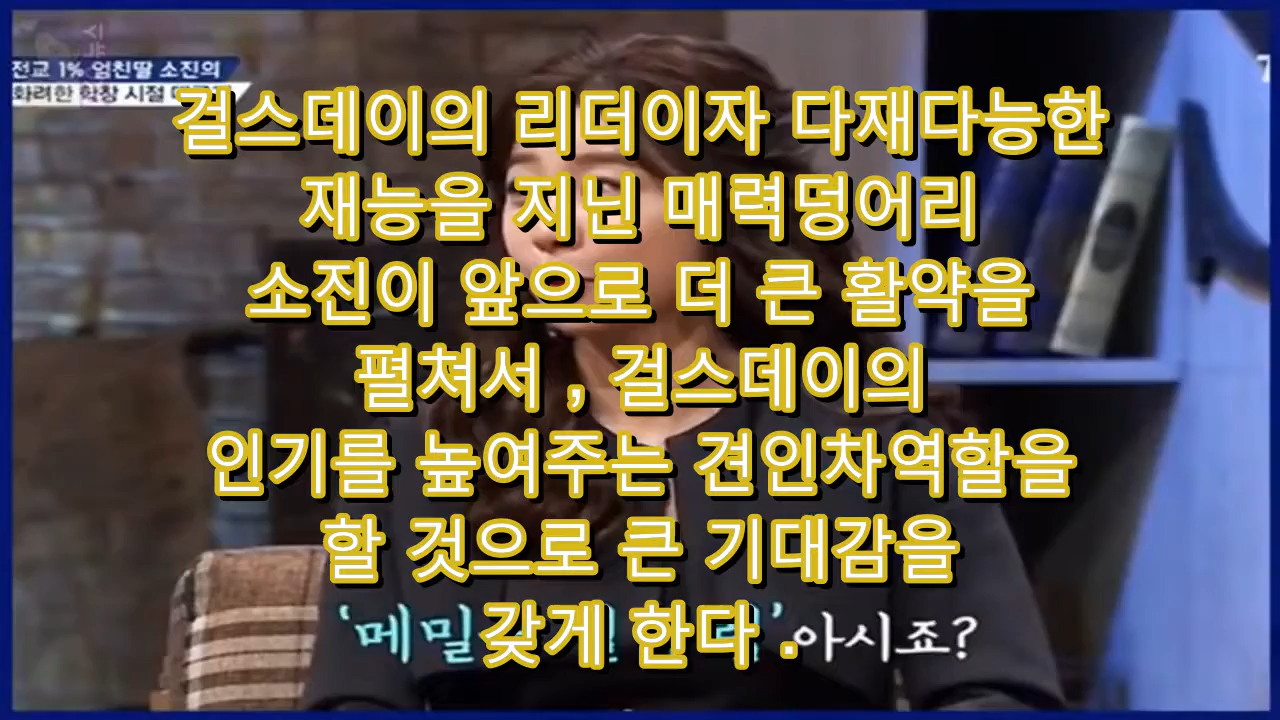 전교 1% 엄친딸 소진의
화려한 학창 시절
걸스데이의 리더이자 다재다능한
재능을 지닌 매력덩어리
소진이 앞으로 더 큰 활약을
펼쳐서 , 걸스데이의
인기를 높여주는 견인차역할을
할 것으로 큰 기대감을
갖게 한다 .
아시죠?